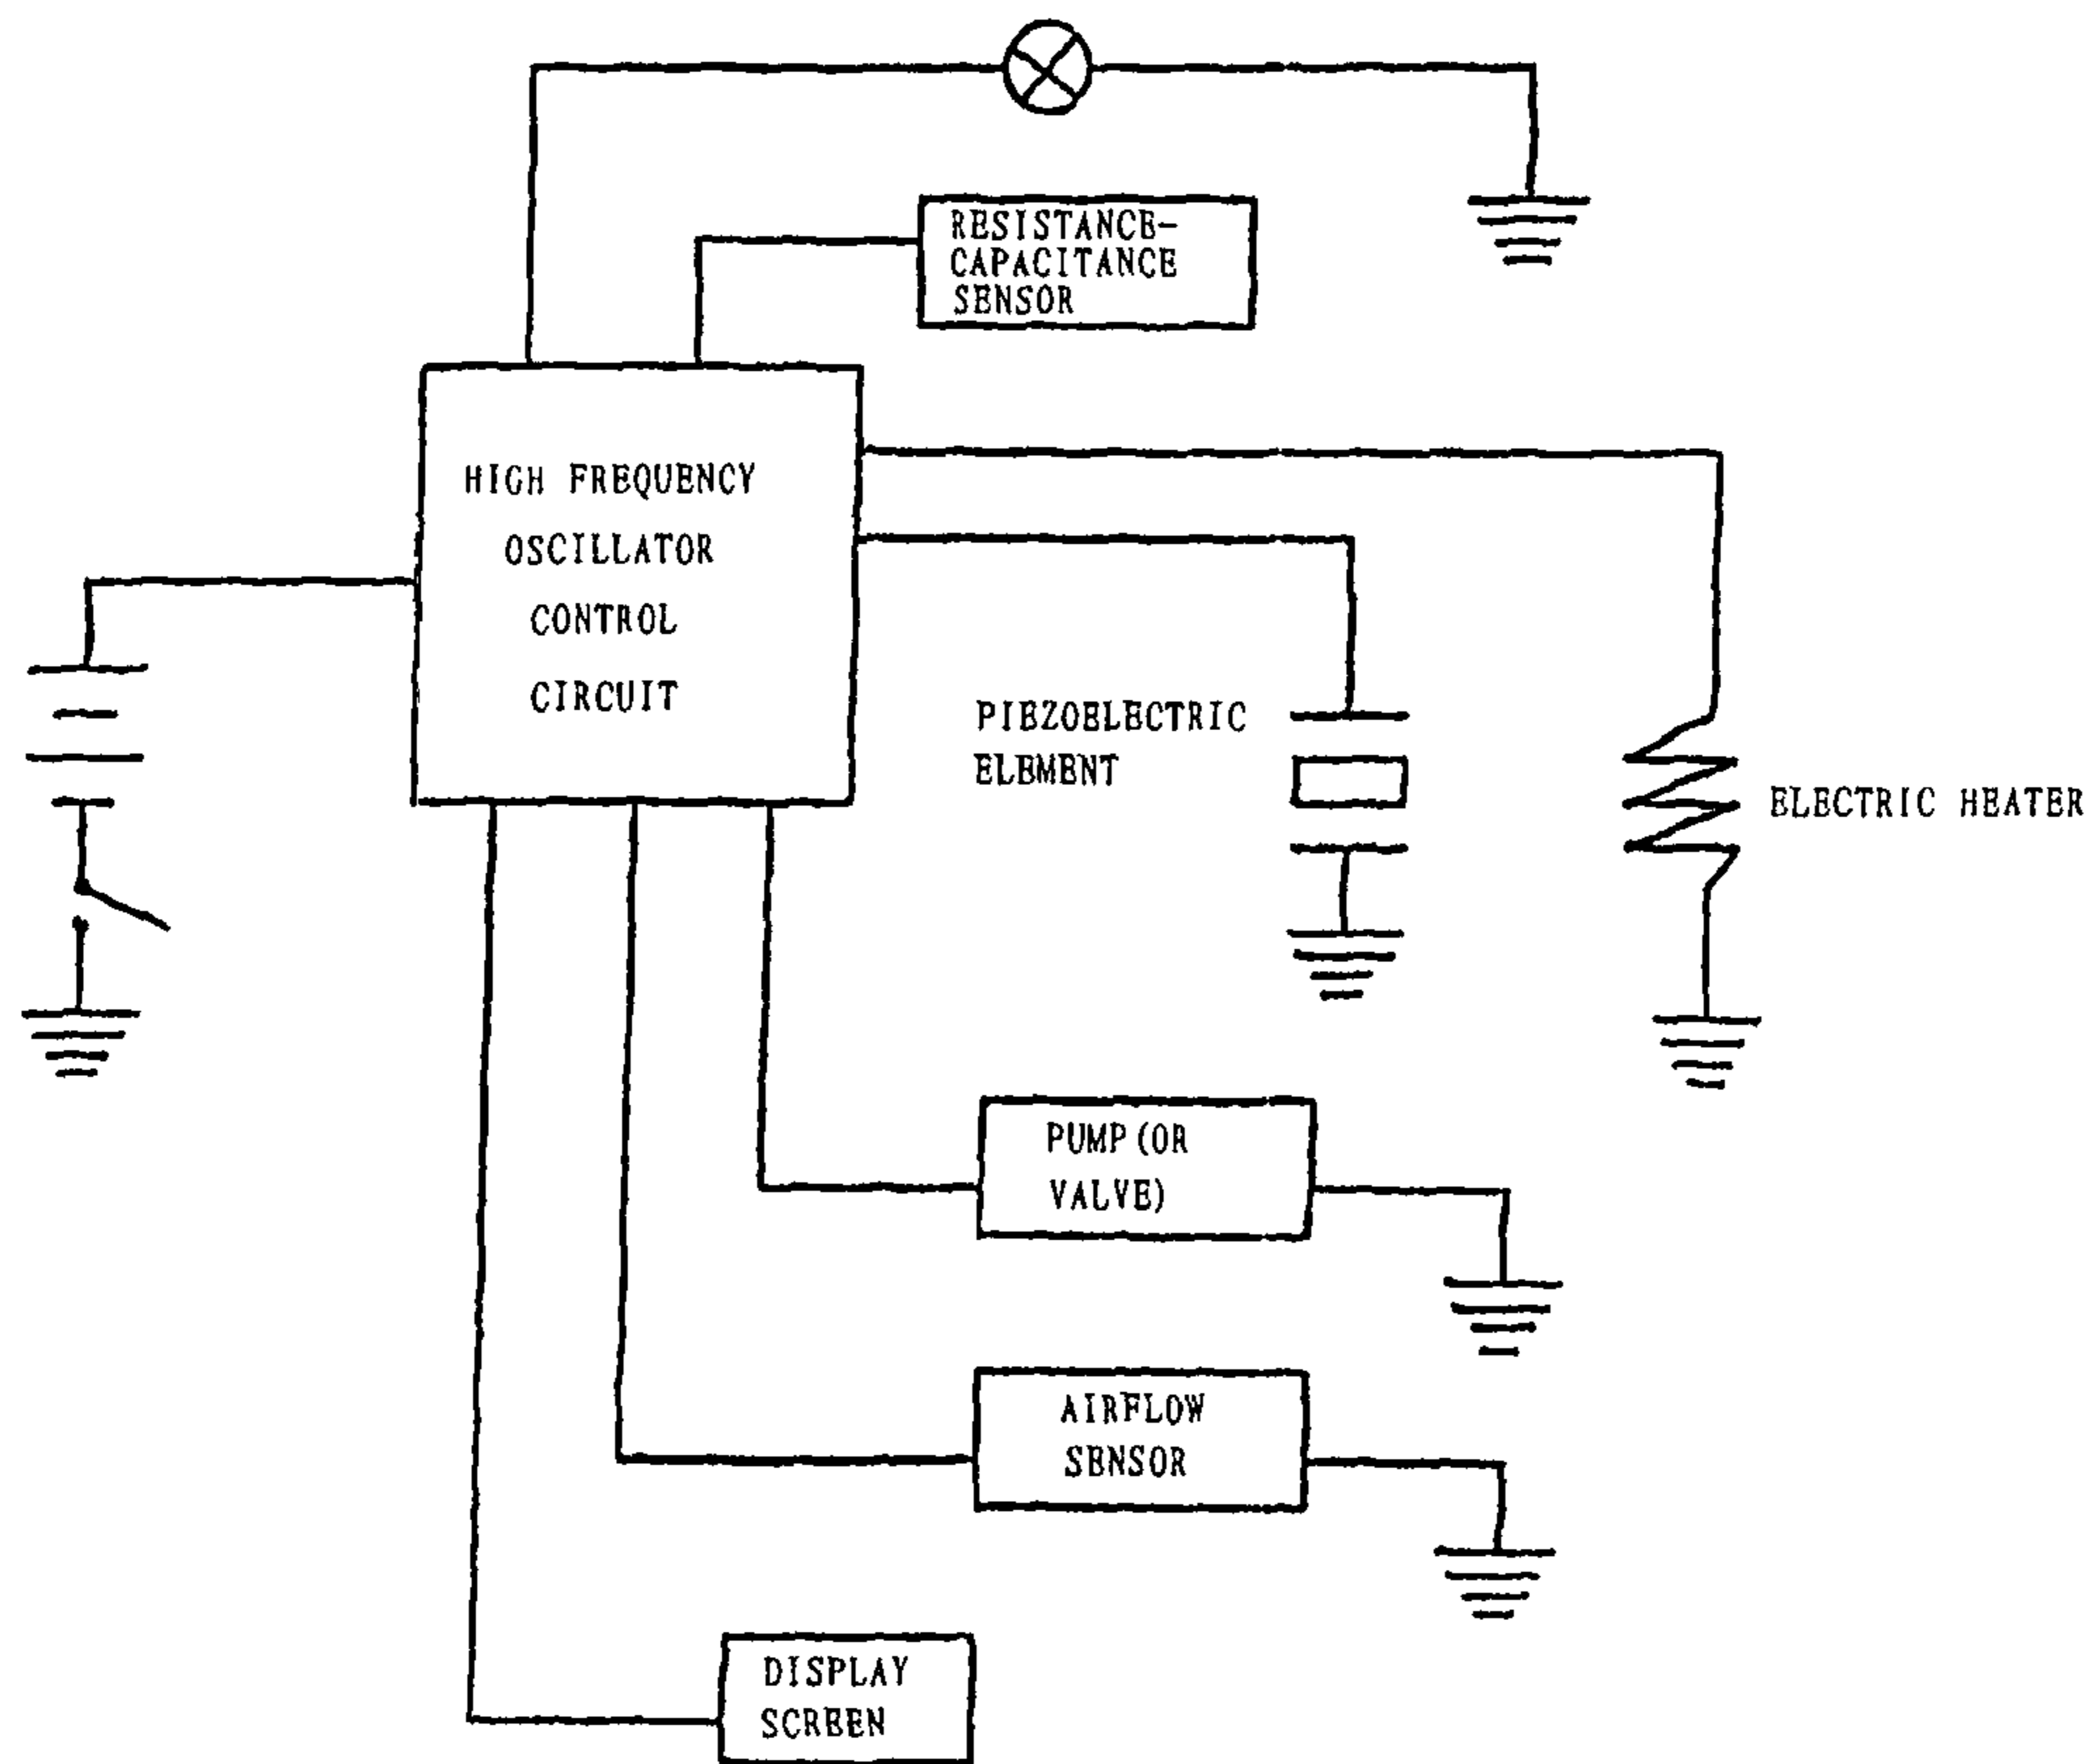 RESISTANCE-
CAPACITANCE
SENSOR
HIGH FREQUENCY
OSCILLATOR
CONTROL
CIRCUIT
PIEZOELECTRIC
ELEMENT
ELECTRIC HEATER
PUMP(OR
VALVE)
AIRFLOW
SENSOR
DISPLAY
SCREEN